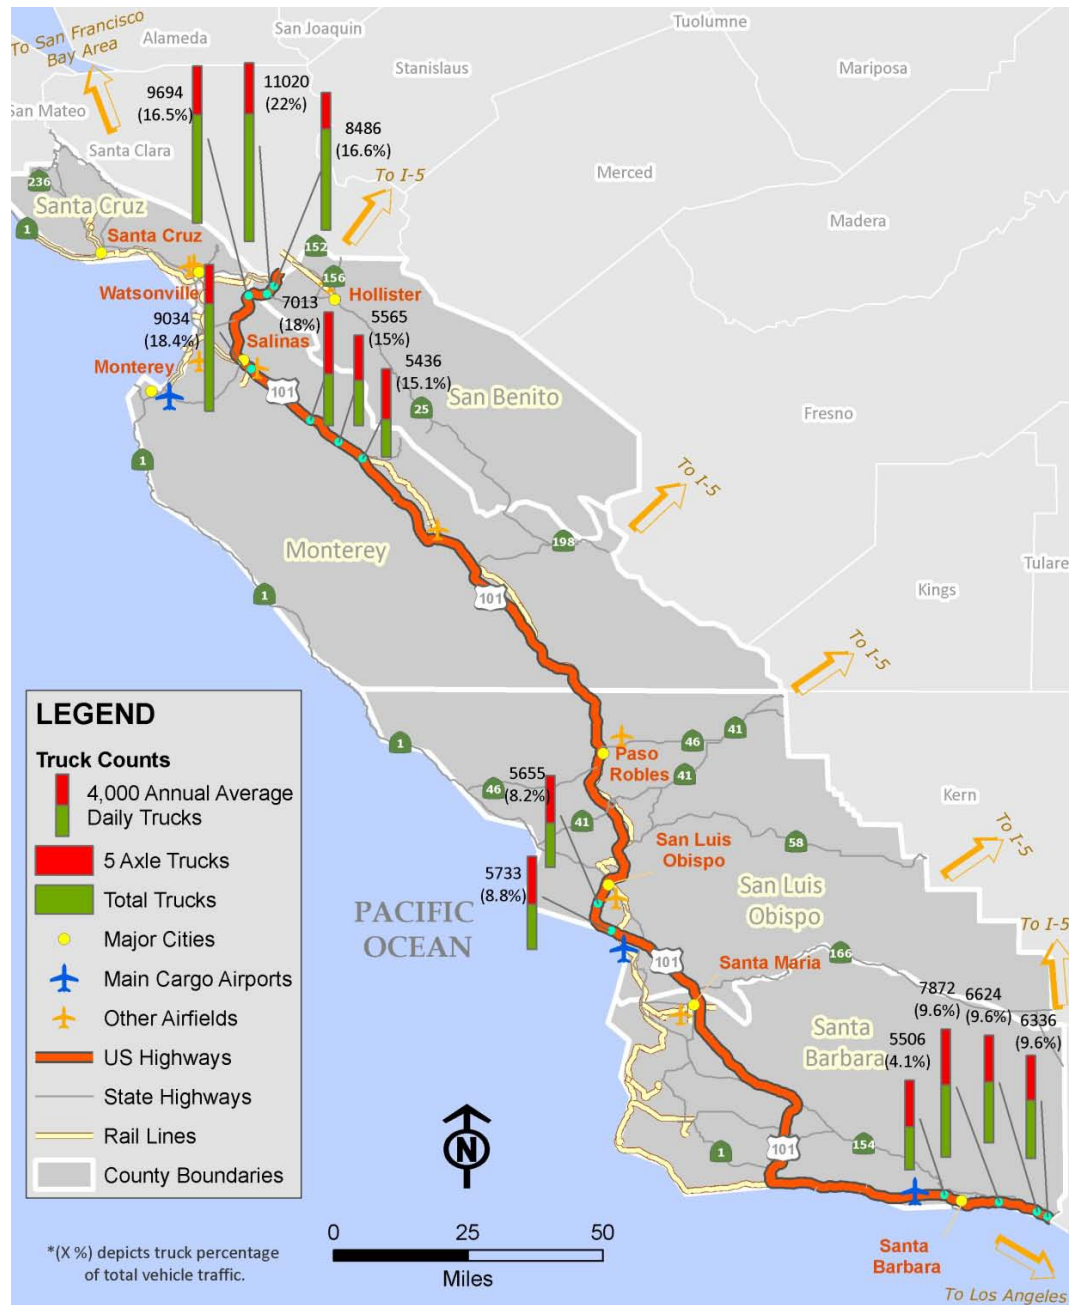 To San Francisco
Bay Area
Alameda
San Joaquin
Tuolumne
Stanislaus
Mariposa
San Mateo
Santa Clara
Merced
Madera
9694
(16.5%)
11020
(22%)
8486
(16.6%)
To I-5
236
Santa Cruz
1
Santa Cruz
152
156
Watsonville
Hollister
9034
(18.4%)
7013
(18%)
5565
(15%)
5436
(15.1%)
Salinas
Monterey
101
25
San Benito
Fresno
1
To I-5
Monterey
198
Kings
Tulare
1
101
To I-5
1
46
41
Paso
Robles
41
46
5655
(8.2%)
41
Kern
To I-5
58
San Luis
Obispo
San Luis
Obispo
5733
(8.8%)
PACIFIC
OCEAN
To I-5
101
Santa Maria
166
7872
(9.6%)
6624
(9.6%)
6336
(9.6%)
5506
(4.1%)
Santa
Barbara
N
1
101
154
Santa
Barbara
To Los Angeles
LEGEND
Truck Counts
4,000 Annual Average
Daily Trucks
5 Axle Trucks
Total Trucks
Major Cities
Main Cargo Airports
Other Airfields
US Highways
State Highways
Rail Lines
County Boundaries
*(X %) depicts truck percentage
of total vehicle traffic.
0 25 50
Miles